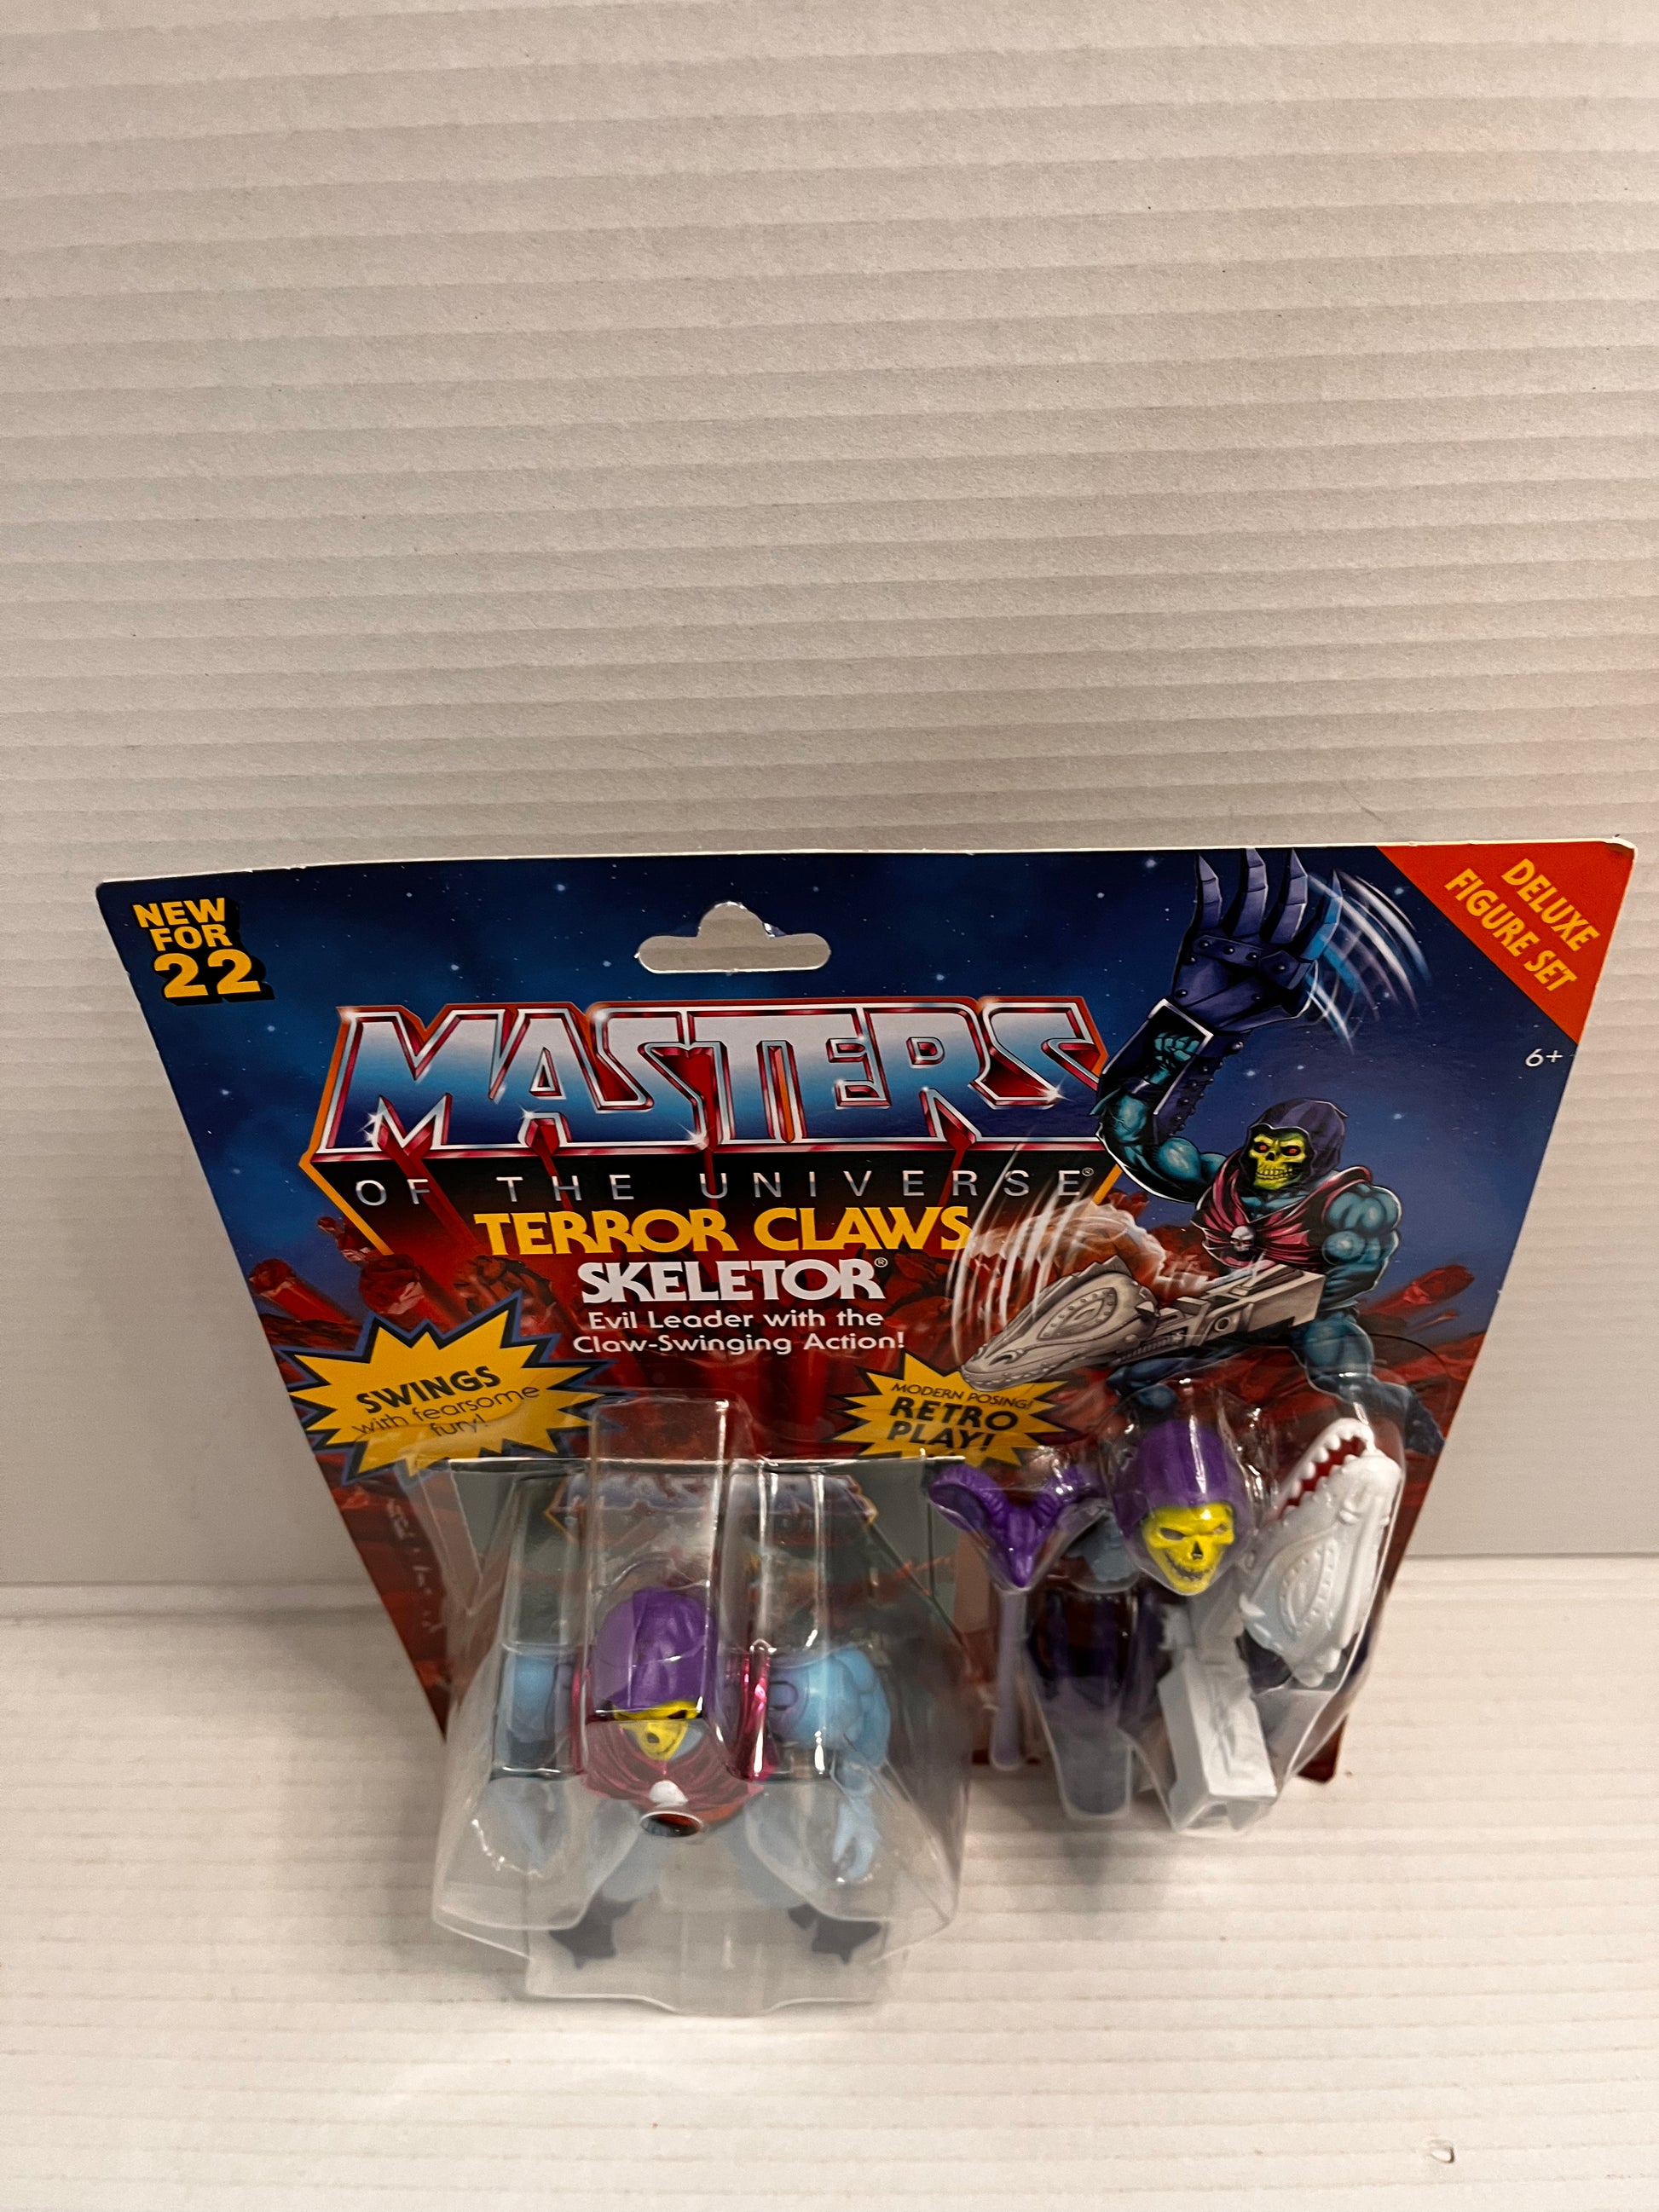 NEW
FOR
22
DELUXE
FIGURE SET
6+
MASTERS
OF THE UNIVERSE®
TERROR CLAWS
SKELETOR®
Evil Leader with the
Claw-Swinging Action!
SWINGS
with fearsome
fury!
MODERN POSING!
RETRO
PLAY!